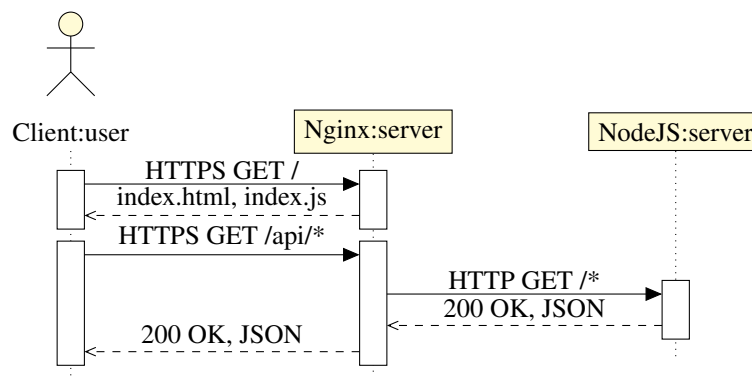 Client:user
Nginx:server
NodeJS:server
HTTPS GET /
index.html, index.js
HTTPS GET /api/*
HTTP GET /*
200 OK, JSON
200 OK, JSON